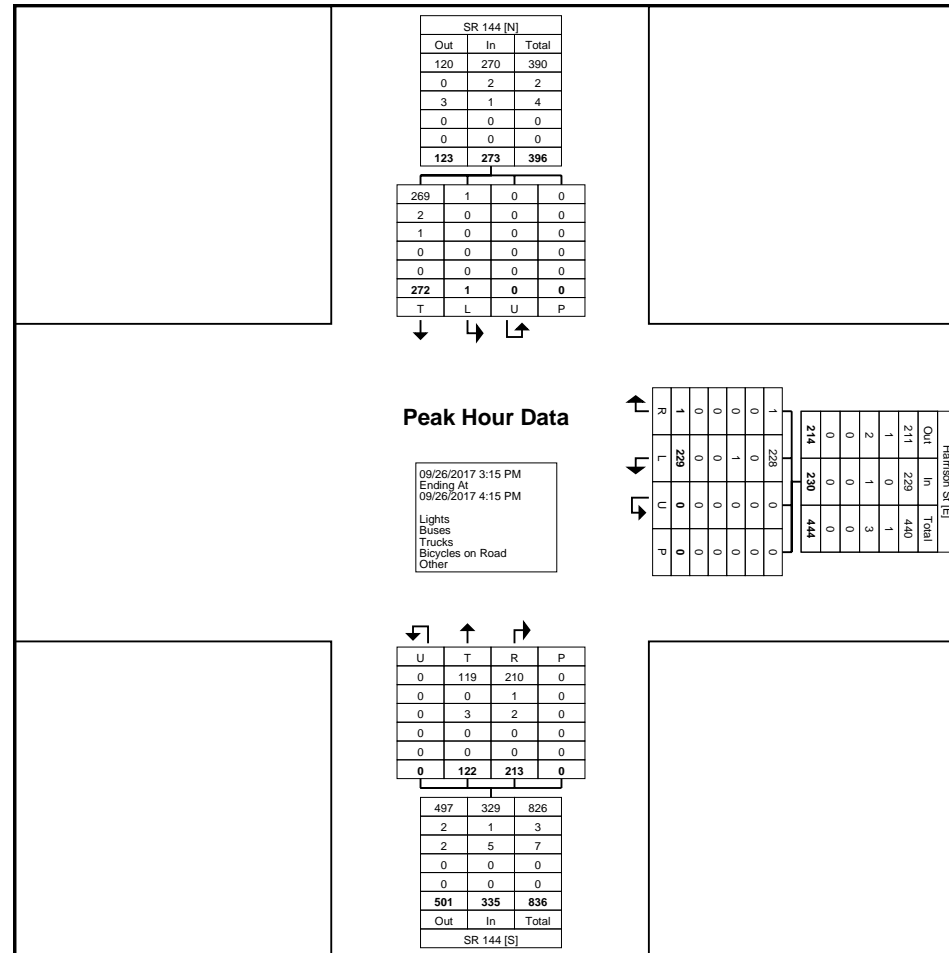 SR 144 [N]
Out In Total
120 270 390
0 2 2
3 1 4
0 0 0
0 0 0
123 273 396
269 1 0 0
2 0 0 0
1 0 0 0
0 0 0 0
0 0 0 0
272 1 0 0
T L U P
Peak Hour Data
09/26/2017 3:15 PM
Ending At
09/26/2017 4:15 PM
Lights
Buses
Trucks
Bicycles on Road
Other
Harrison St [E]
Out In Total
211 229 440
1 0 1
2 1 3
0 0 0
0 0 0
214 230 444
1 228 0 0
0 0 0 0
0 1 0 0
0 0 0 0
0 0 0 0
1 229 0 0
R L U P
U T R P
0 119 210 0
0 0 1 0
0 3 2 0
0 0 0 0
0 0 0 0
0 122 213 0
497 329 826
2 1 3
2 5 7
0 0 0
0 0 0
501 335 836
Out In Total
SR 144 [S]